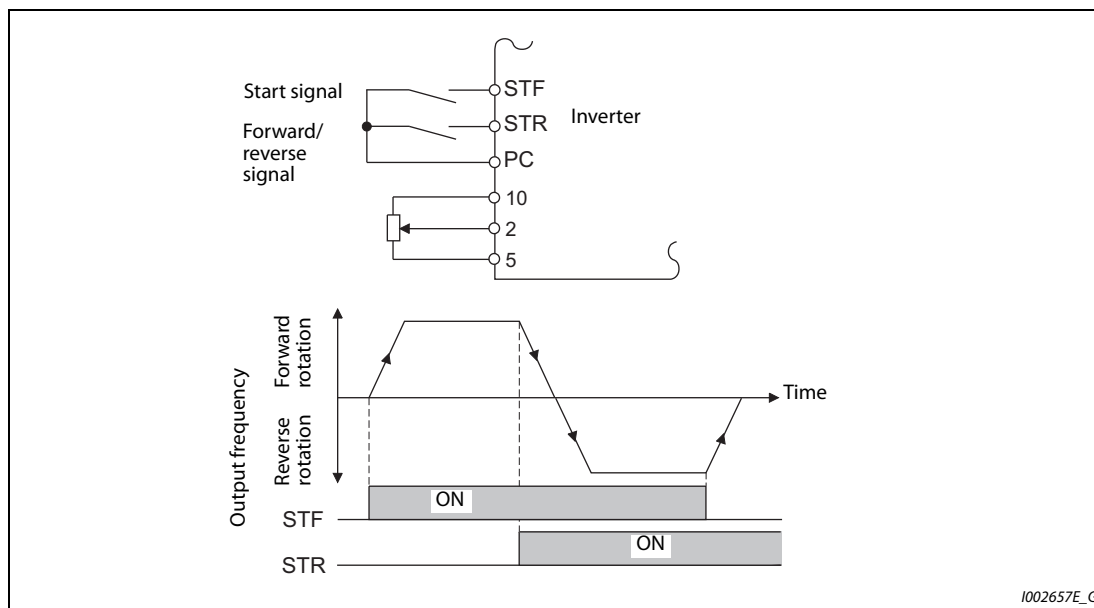 Start signal
Forward/
reverse
signal
STF
STR
PC
Inverter
10
2
5
Output frequency
Forward
rotation
Reverse
rotation
Time
ON
STF
ON
STR
I002657E_G